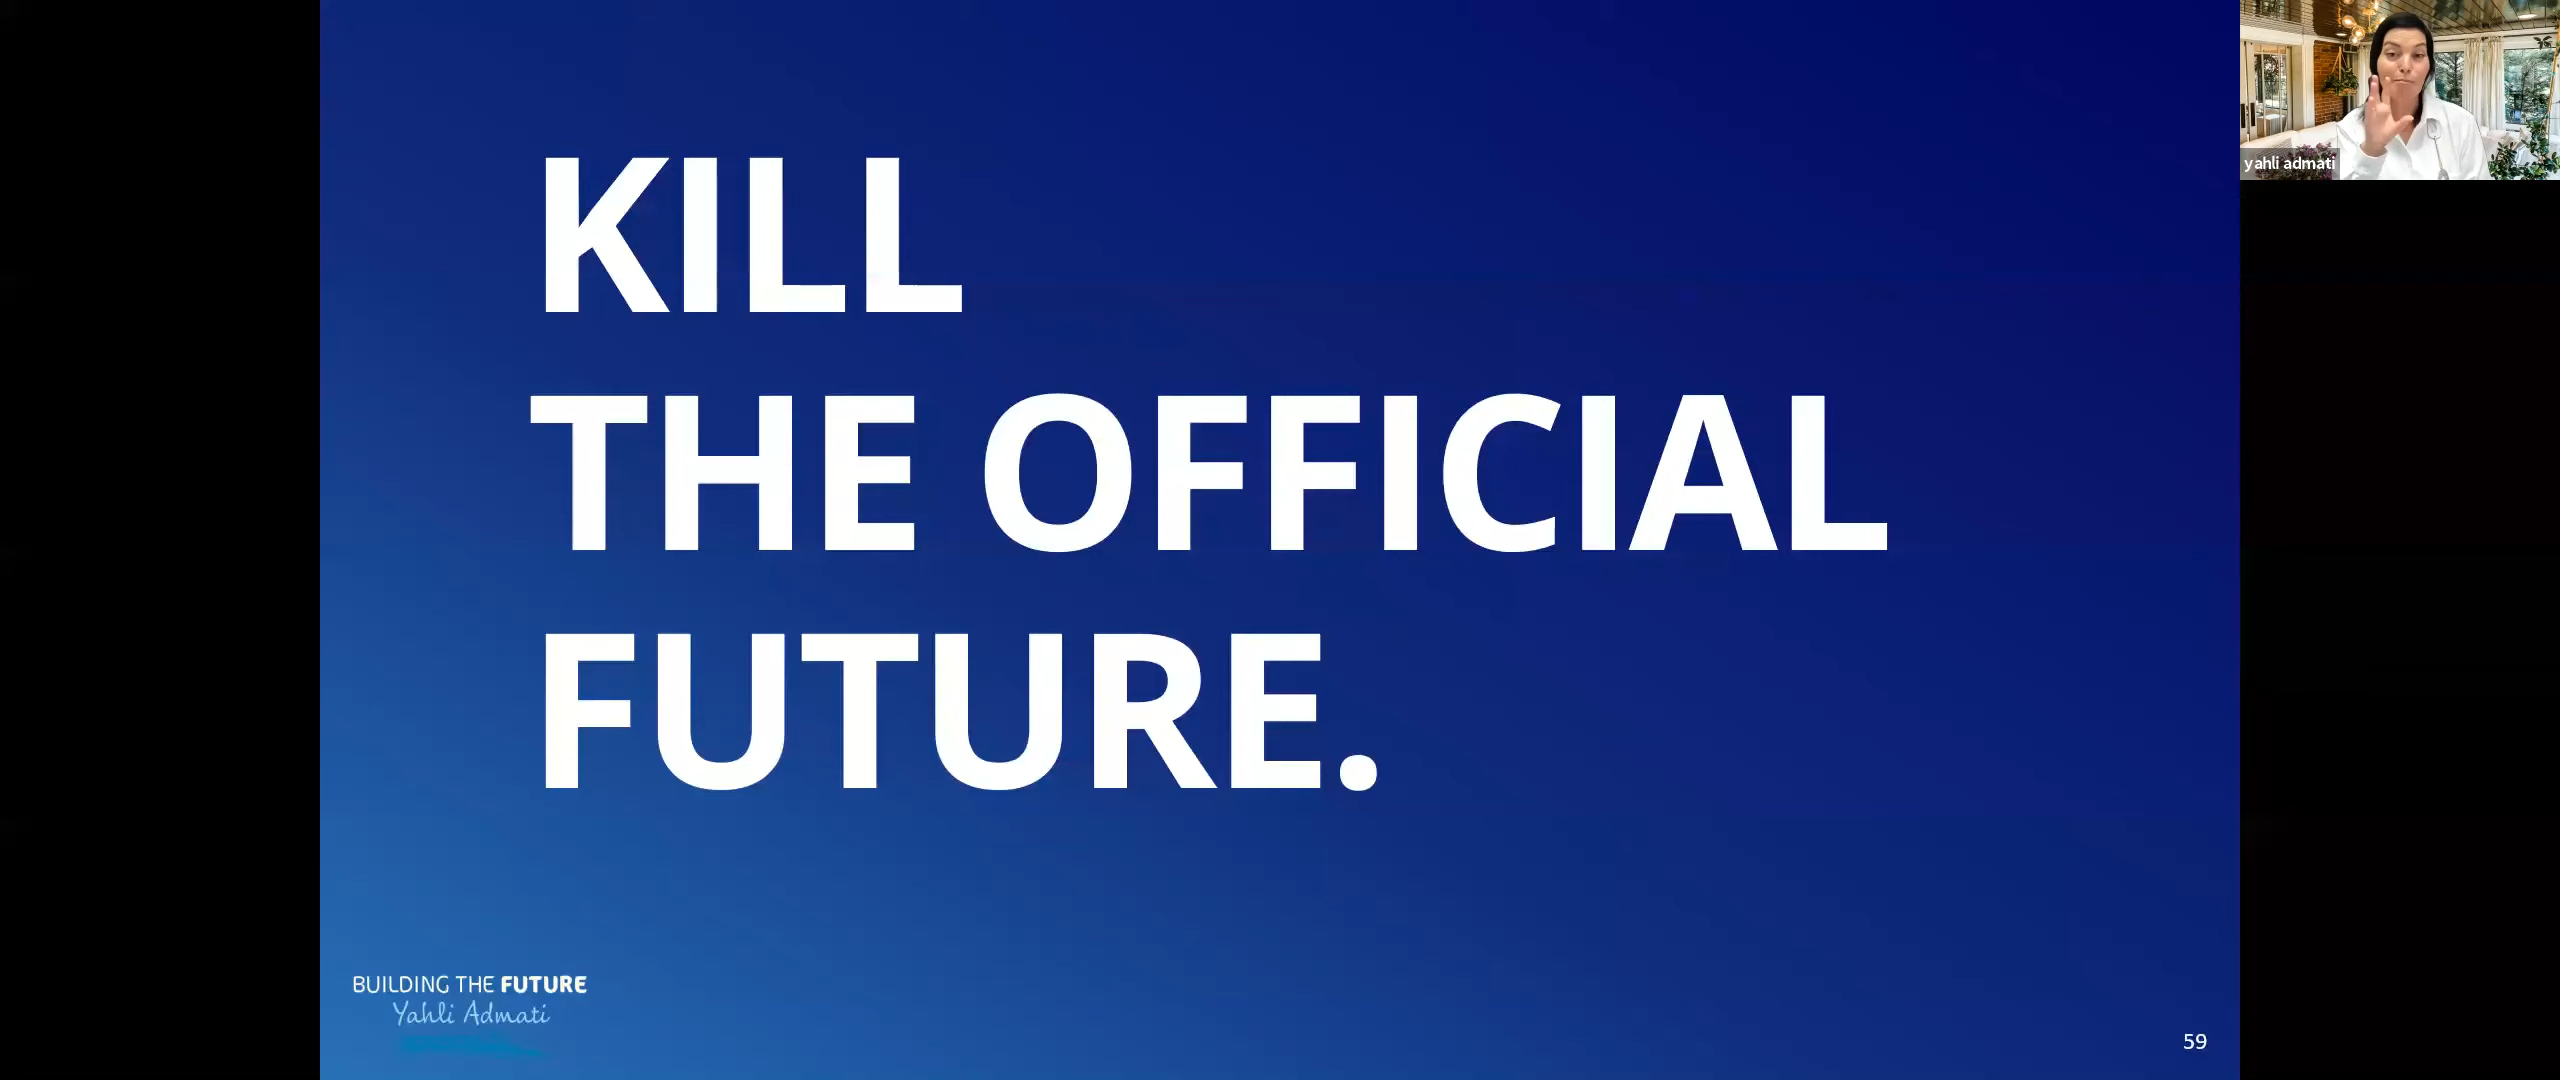 KILL
THE OFFICIAL
FUTURE.
yahli admati
BUILDING THE FUTURE
Yahli Admati
59